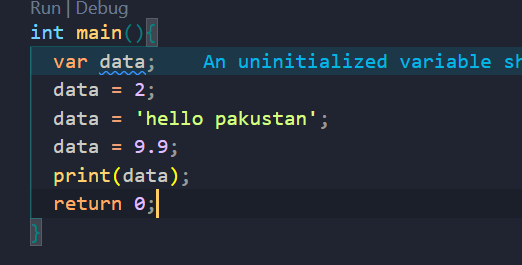 Run | Debug
int main(){
var data; An uninitialized variable
data = 2;
data = 'hello pakustan';
data = 9.9;
print(data);
return 0;
}